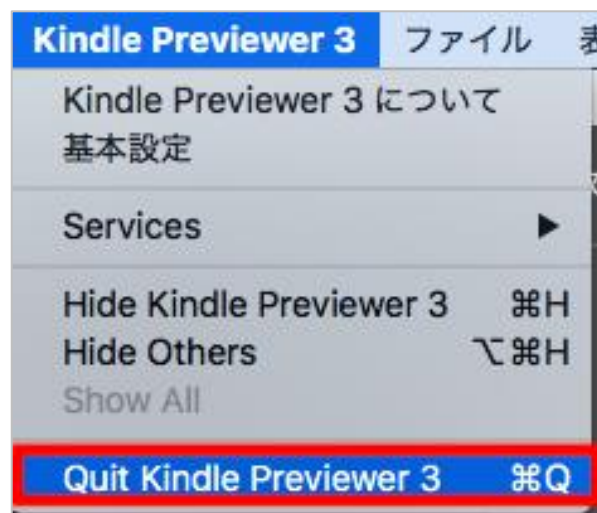 Kindle Previewer 3 ファイル 表
Kindle Previewer 3 について
基本設定
Services ▶
Hide Kindle Previewer 3 ⌘H
Hide Others ⌥⌘H
Show All
Quit Kindle Previewer 3 ⌘Q